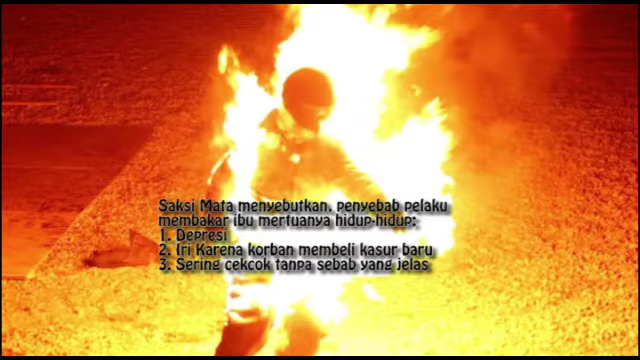 Saksi Mata menyebutkan, penyebab pelaku
membakar ibu mertuanya hidup-hidup:
1. Depresi
2. Iri Karena korban membeli kasur baru
3. Sering cekcok tanpa sebab yang jelas